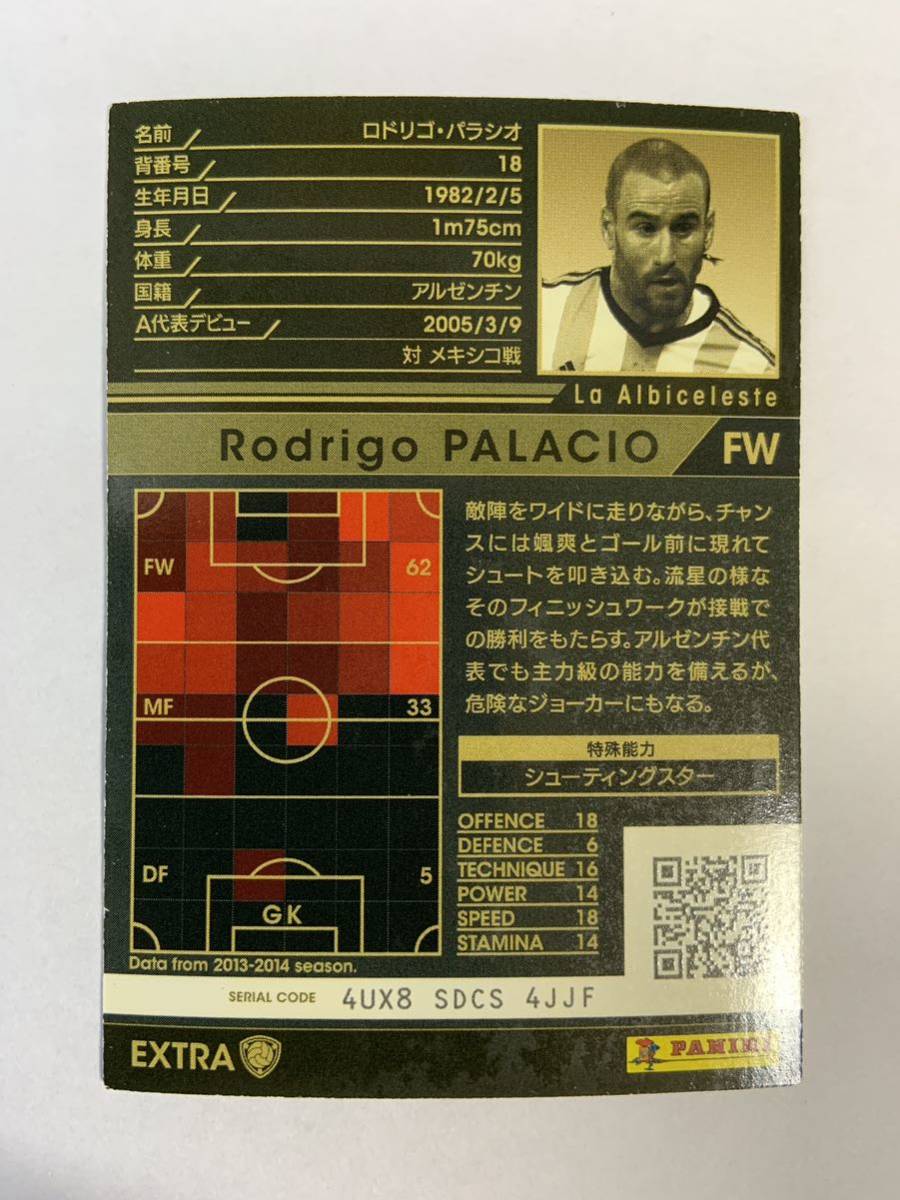 名前 ロドリゴ・パラシオ
背番号 18
生年月日 1982/2/5
身長 1m75cm
体重 70kg
国籍 アルゼンチン
A代表デビュー 2005/3/9
対 メキシコ戦
La Albiceleste
Rodrigo PALACIO FW
FW 62
MF 33
DF 5
GK
Data from 2013-2014 season.
敵陣をワイドに走りながら、チャン
スには颯爽とゴール前に現れて
シュートを叩き込む。流星の様な
そのフィニッシュワークが接戦で
の勝利をもたらす。アルゼンチン代
表でも主力級の能力を備えるが、
危険なジョーカーにもなる。
特殊能力
シューティングスター
OFFENCE 18
DEFENCE 6
TECHNIQUE 16
POWER 14
SPEED 18
STAMINA 14
SERIAL CODE 4UX8 SDCS 4JJF
EXTRA
PANINI